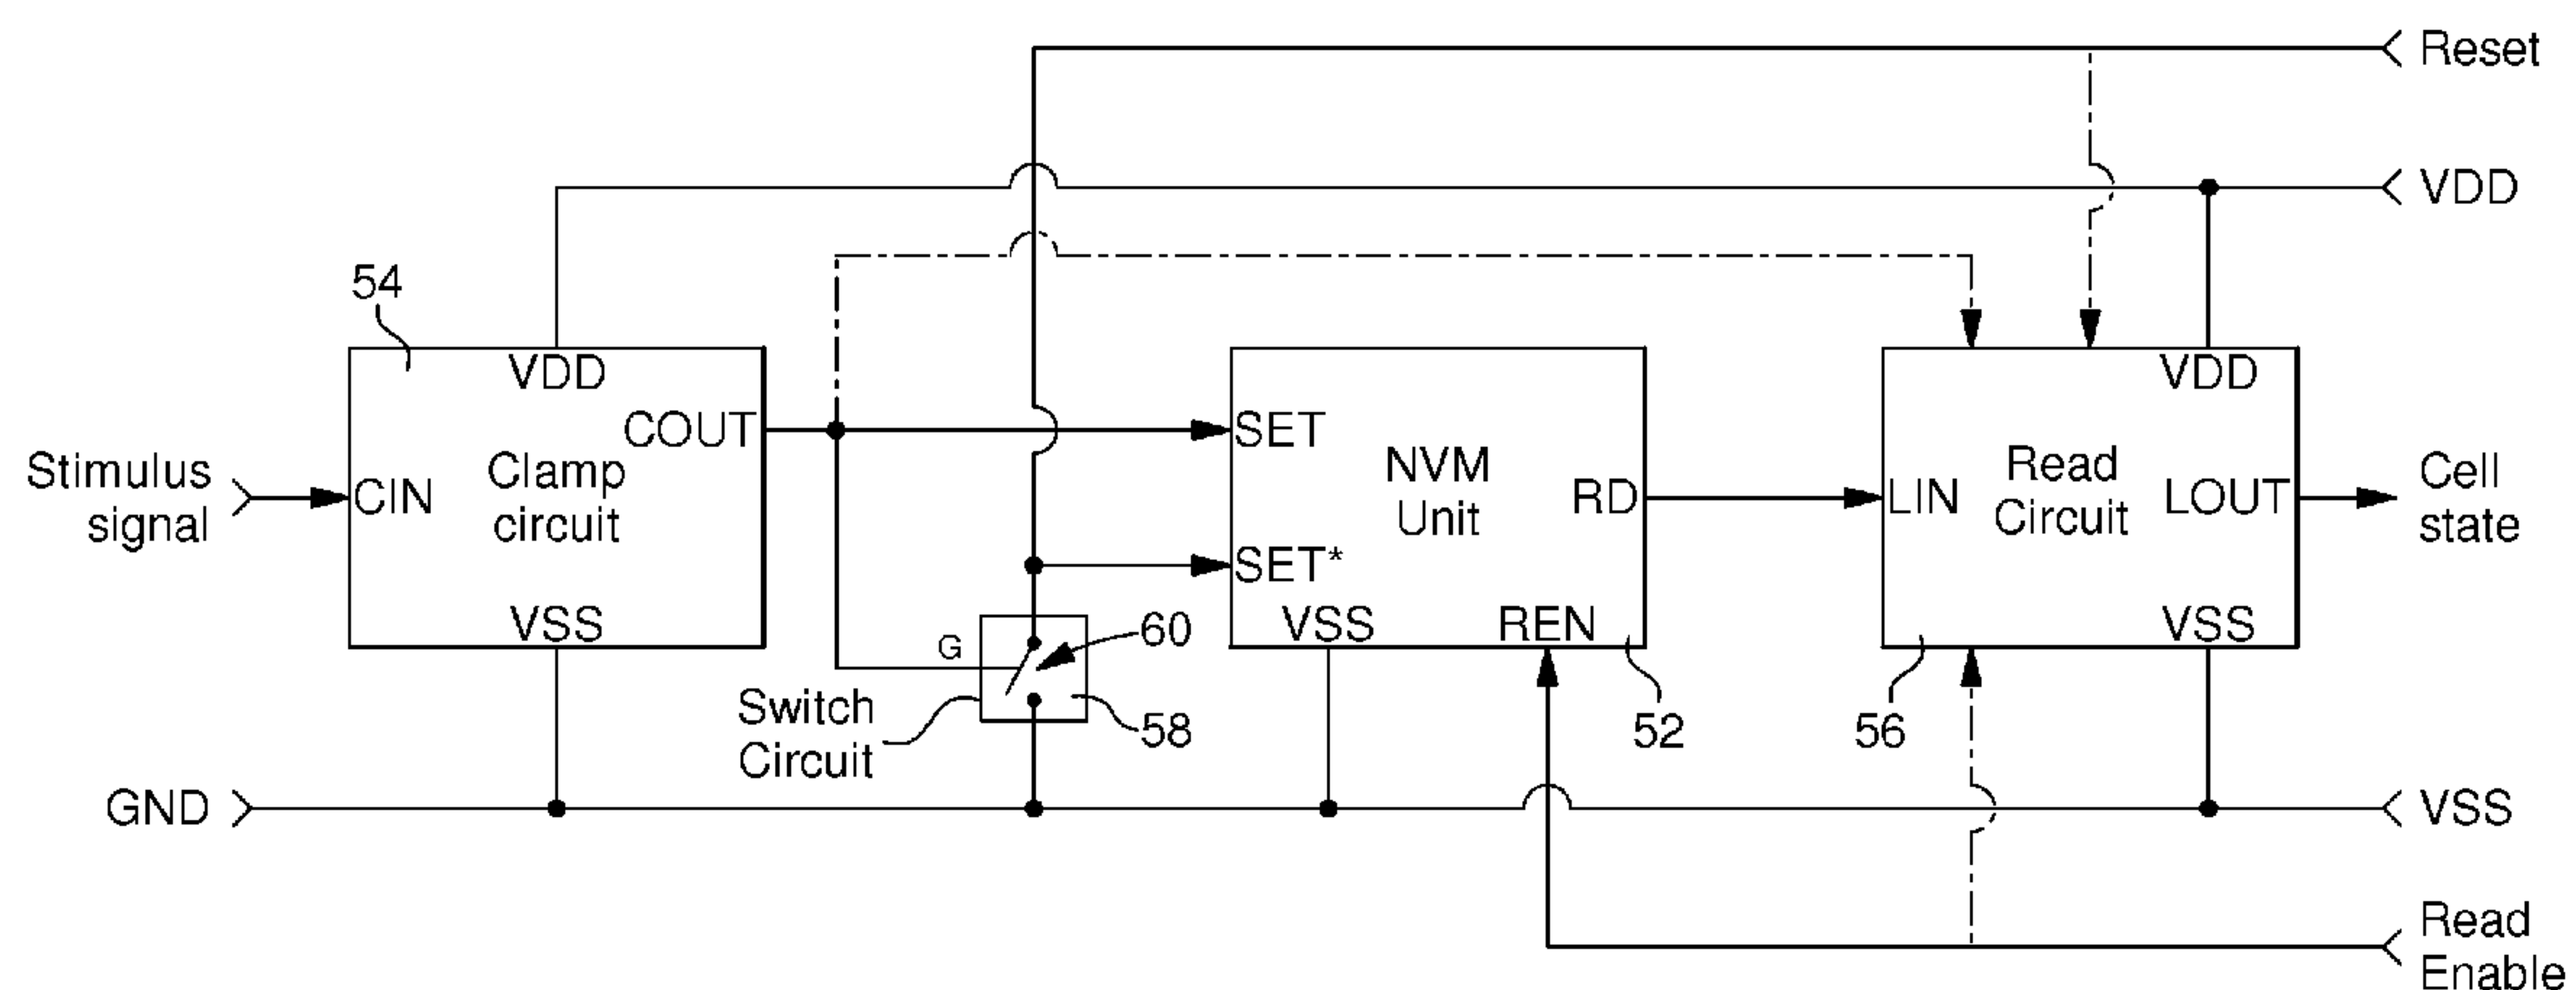 Reset
VDD
54
VDD
COUT
Stimulus
signal
CIN
Clamp
circuit
VSS
SET
SET*
NVM
Unit
RD
VSS
REN
VDD
LIN
Read
Circuit
LOUT
VSS
Cell
state
G
60
Switch
Circuit
58
52
56
GND
VSS
Read
Enable